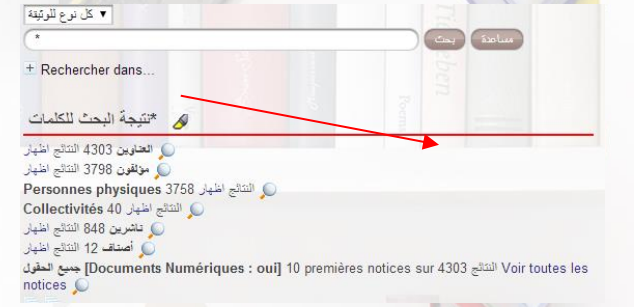 كل نوع للوثيقة
*
بحث
مساعدة
+ Rechercher dans...
*نتيجة البحث للكلمات
العناوين 4303 النتائج اظهار
مؤلفون 3798 النتائج اظهار
Personnes physiques 3758 النتائج اظهار
Collectivités 40 النتائج اظهار
ناشرين 848 النتائج اظهار
أصناف 12 النتائج اظهار
جميع الحقول [Documents Numériques : oui] 10 premières notices sur 4303 النتائج Voir toutes les
notices